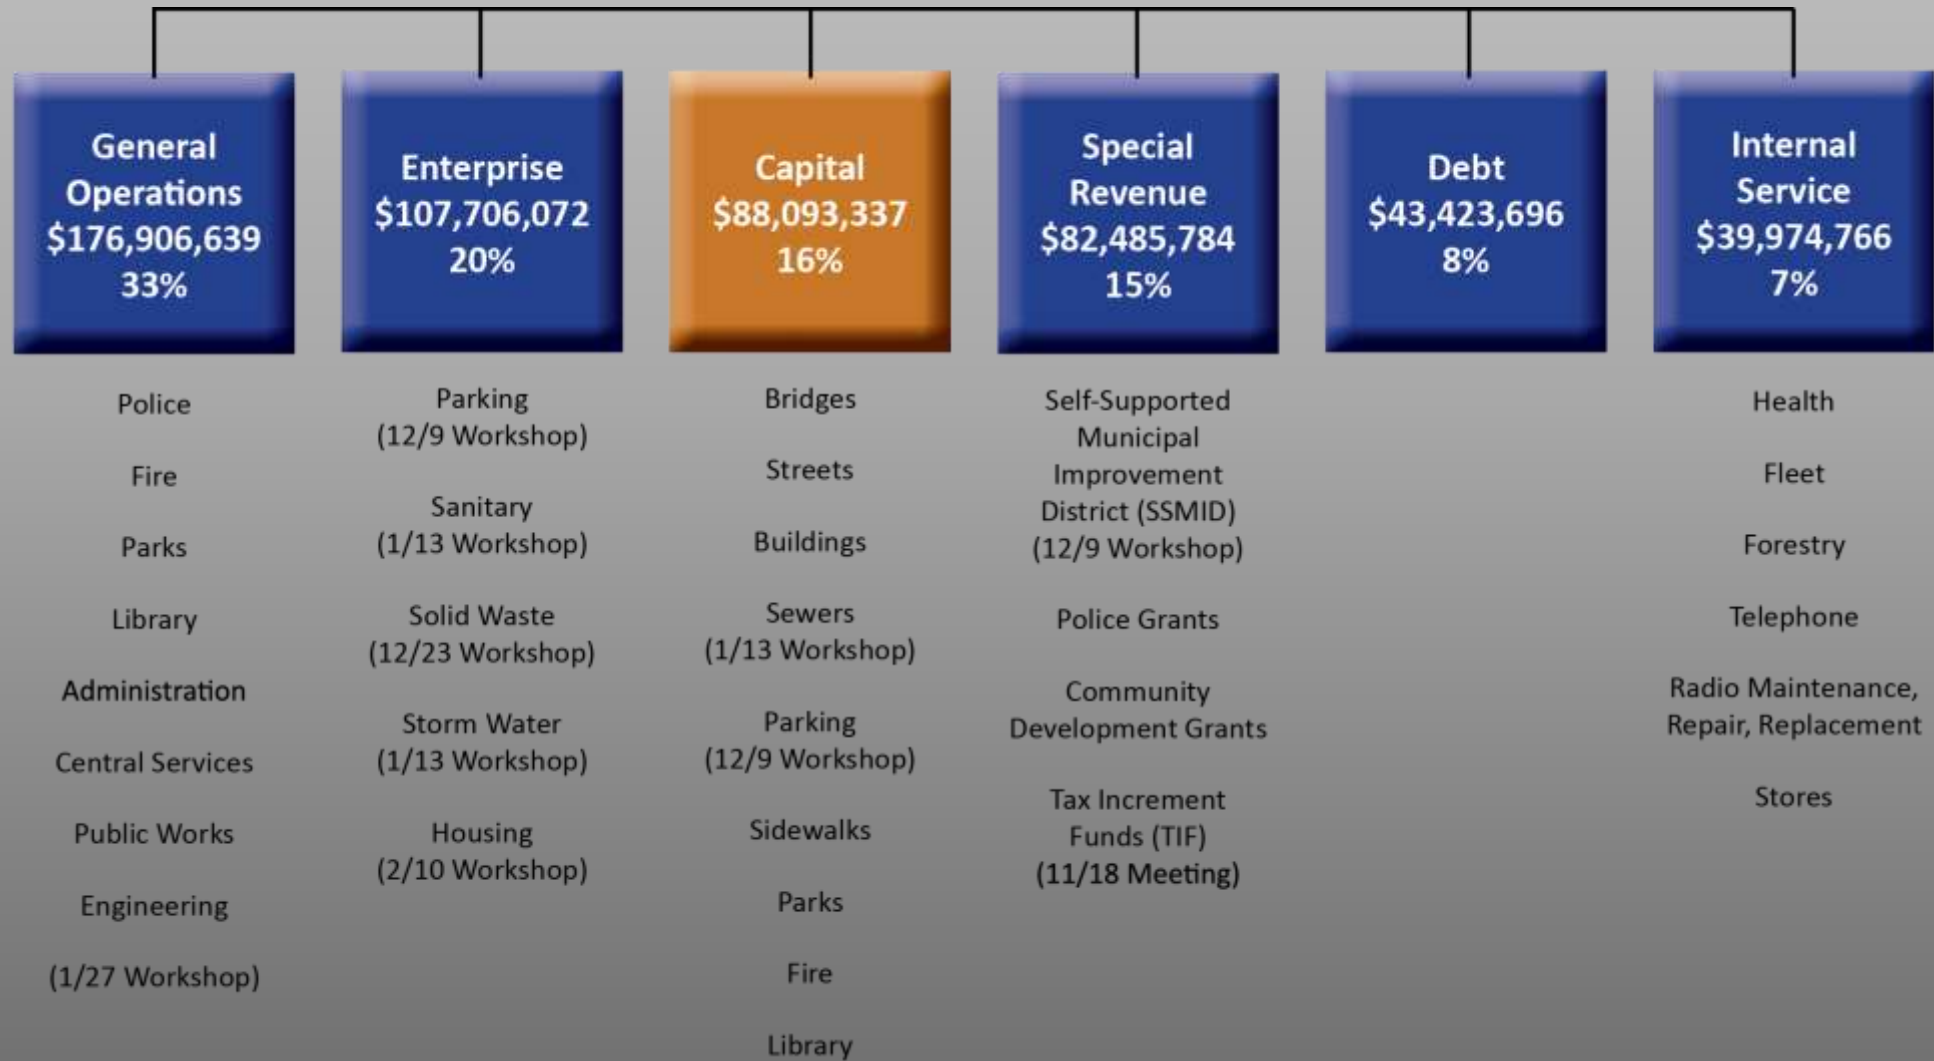 General
Operations
$176,906,639
33%
Police
Fire
Parks
Library
Administration
Central Services
Public Works
Engineering
(1/27 Workshop)
Enterprise
$107,706,072
20%
Parking
(12/9 Workshop)
Sanitary
(1/13 Workshop)
Solid Waste
(12/23 Workshop)
Storm Water
(1/13 Workshop)
Housing
(2/10 Workshop)
Capital
$88,093,337
16%
Bridges
Streets
Buildings
Sewers
(1/13 Workshop)
Parking
(12/9 Workshop)
Sidewalks
Parks
Fire
Library
Special
Revenue
$82,485,784
15%
Self-Supported
Municipal
Improvement
District (SSMID)
(12/9 Workshop)
Police Grants
Community
Development Grants
Tax Increment
Funds (TIF)
(11/18 Meeting)
Debt
$43,423,696
8%
Internal
Service
$39,974,766
7%
Health
Fleet
Forestry
Telephone
Radio Maintenance,
Repair, Replacement
Stores